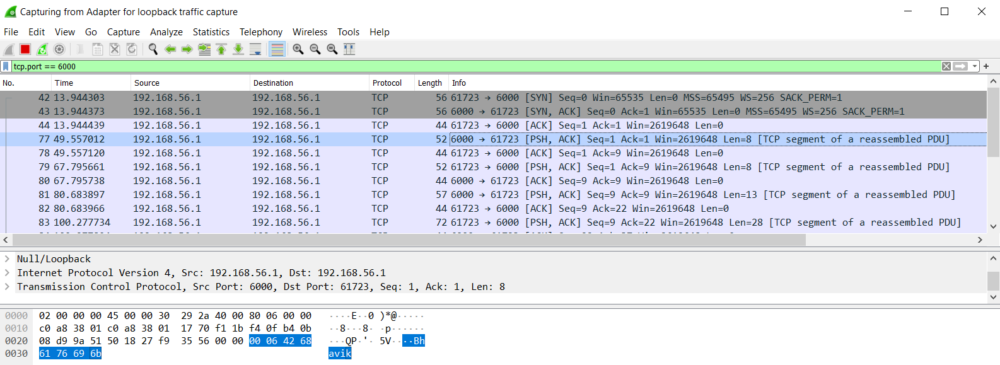 Capturing from Adapter for loopback traffic capture
File Edit View Go Capture Analyze Statistics Telephony Wireless Tools Help
tcp.port == 6000
No. Time Source Destination Protocol Length Info
42 13.944303 192.168.56.1 192.168.56.1 TCP 56 61723 → 6000 [SYN] Seq=0 Win=65535 Len=0 MSS=65495 WS=256 SACK_PERM=1
43 13.944373 192.168.56.1 192.168.56.1 TCP 56 6000 → 61723 [SYN, ACK] Seq=0 Ack=1 Win=65535 Len=0 MSS=65495 WS=256 SACK_PERM=1
44 13.944439 192.168.56.1 192.168.56.1 TCP 44 61723 → 6000 [ACK] Seq=1 Ack=1 Win=2619648 Len=0
77 49.557012 192.168.56.1 192.168.56.1 TCP 52 6000 → 61723 [PSH, ACK] Seq=1 Ack=1 Win=2619648 Len=8 [TCP segment of a reassembled PDU]
78 49.557120 192.168.56.1 192.168.56.1 TCP 44 61723 → 6000 [ACK] Seq=1 Ack=9 Win=2619648 Len=0
79 67.795661 192.168.56.1 192.168.56.1 TCP 52 61723 → 6000 [PSH, ACK] Seq=1 Ack=9 Win=2619648 Len=8 [TCP segment of a reassembled PDU]
80 67.795738 192.168.56.1 192.168.56.1 TCP 44 6000 → 61723 [ACK] Seq=9 Ack=9 Win=2619648 Len=0
81 80.683897 192.168.56.1 192.168.56.1 TCP 57 6000 → 61723 [PSH, ACK] Seq=9 Ack=9 Win=2619648 Len=13 [TCP segment of a reassembled PDU]
82 80.683966 192.168.56.1 192.168.56.1 TCP 44 61723 → 6000 [ACK] Seq=9 Ack=22 Win=2619648 Len=0
83 100.277734 192.168.56.1 192.168.56.1 TCP 72 61723 → 6000 [PSH, ACK] Seq=9 Ack=22 Win=2619648 Len=28 [TCP segment of a reassembled PDU]
Null/Loopback
Internet Protocol Version 4, Src: 192.168.56.1, Dst: 192.168.56.1
Transmission Control Protocol, Src Port: 6000, Dst Port: 61723, Seq: 1, Ack: 1, Len: 8
0000 02 00 00 00 45 00 00 30 29 2a 40 00 80 06 00 00 ····E··0 )*@·····
0010 c0 a8 38 01 c0 a8 38 01 17 70 f1 1b f4 0f b4 0b ··8···8· ·p······
0020 08 d9 9a 51 50 18 27 f9 35 56 00 00 00 06 42 68 ···QP·'· 5V····Bh
0030 61 76 69 6b avik